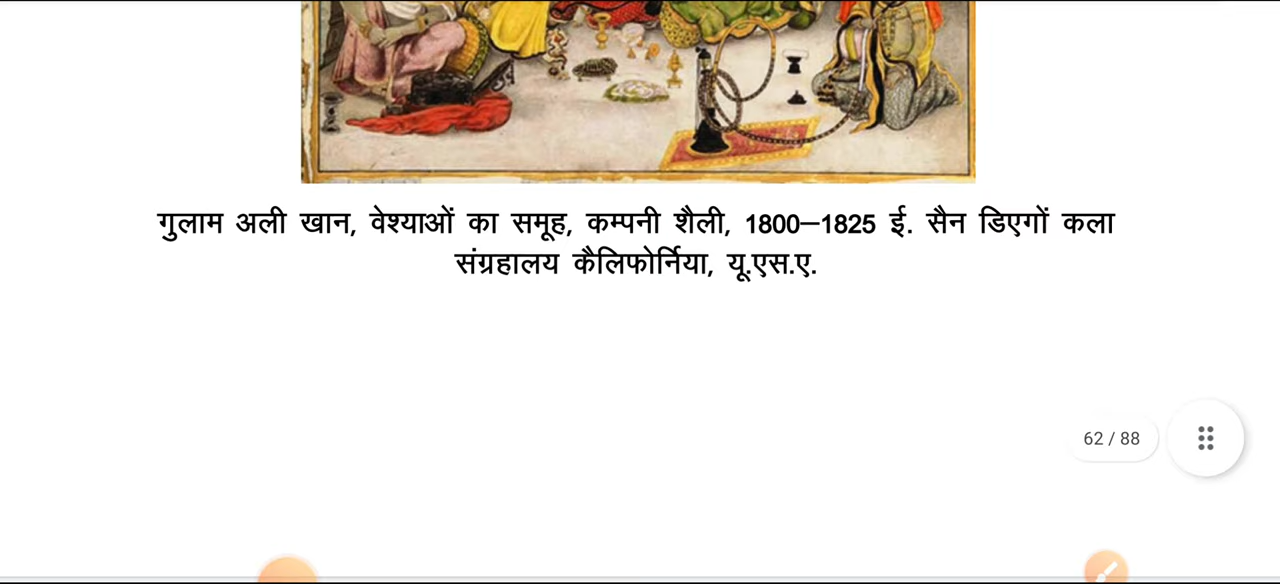 गुलाम अली खान, वेश्याओं का समूह, कम्पनी शैली, 1800–1825 ई. सैन डिएगों कला
संग्रहालय कैलिफोर्निया, यू.एस.ए.
62 / 88